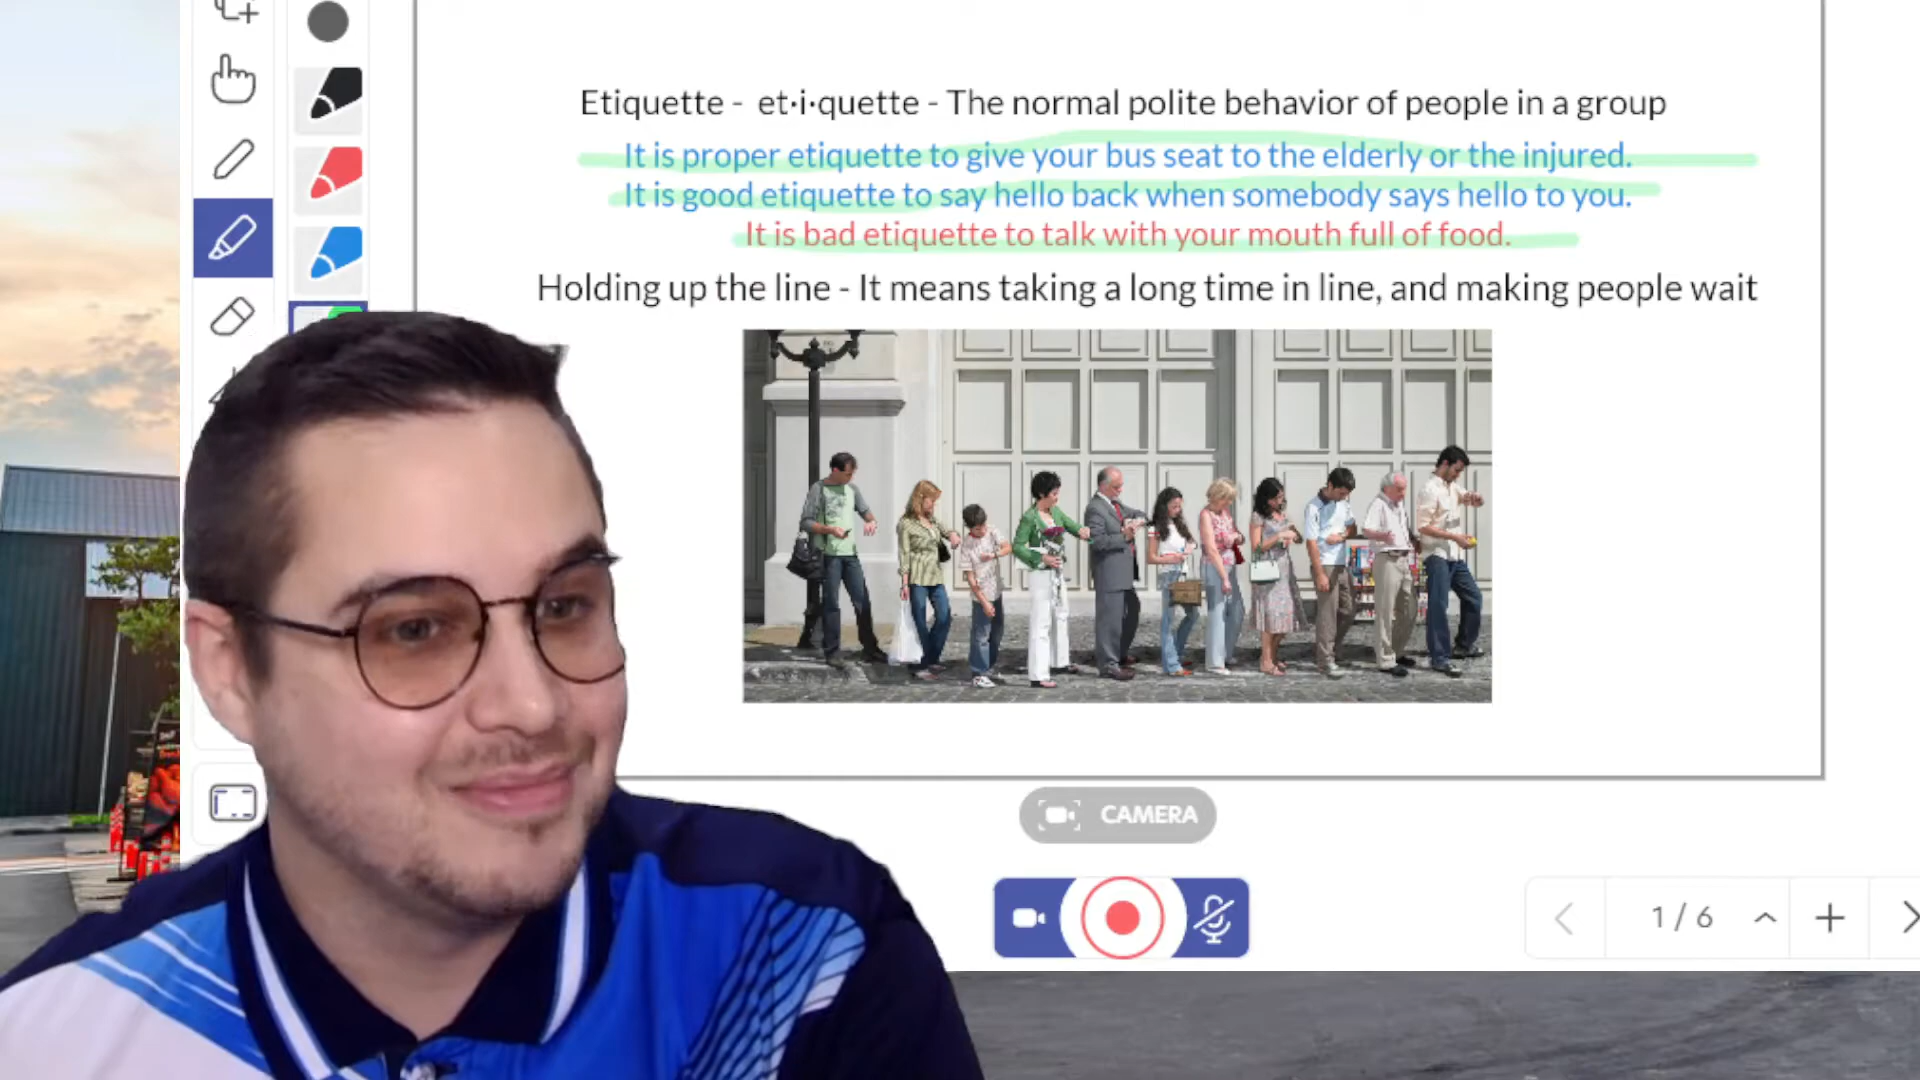 Etiquette - et·i·quette - The normal polite behavior of people in a group
It is proper etiquette to give your bus seat to the elderly or the injured.
It is good etiquette to say hello back when somebody says hello to you.
It is bad etiquette to talk with your mouth full of food.
Holding up the line - It means taking a long time in line, and making people wait
CAMERA
1 / 6